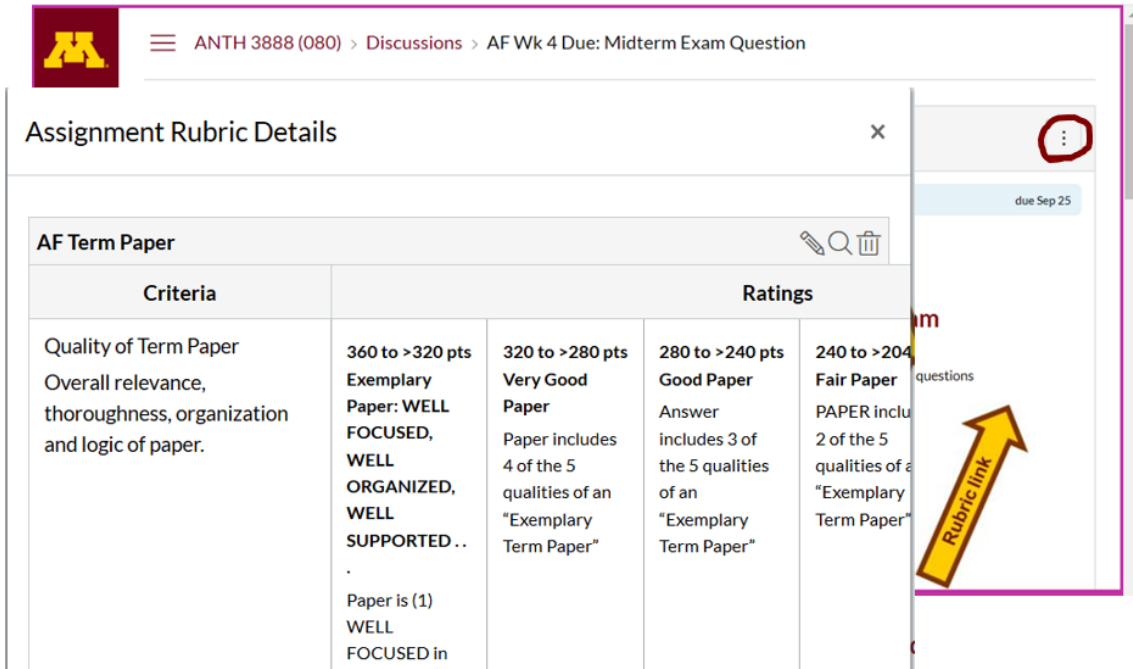 M
ANTH 3888 (080) > Discussions > AF Wk 4 Due: Midterm Exam Question
Assignment Rubric Details
due Sep 25
AF Term Paper
Criteria
Ratings
Quality of Term Paper
Overall relevance,
thoroughness, organization
and logic of paper.
360 to >320 pts
Exemplary
Paper: WELL
FOCUSED,
WELL
ORGANIZED,
WELL
SUPPORTED . .
.
Paper is (1)
WELL
FOCUSED in
320 to >280 pts
Very Good
Paper
Paper includes
4 of the 5
qualities of an
“Exemplary
Term Paper”
280 to >240 pts
Good Paper
Answer
includes 3 of
the 5 qualities
of an
“Exemplary
Term Paper”
240 to >204
Fair Paper
PAPER inclu
2 of the 5
qualities of a
“Exemplary
Term Paper”
questions
Rubric link